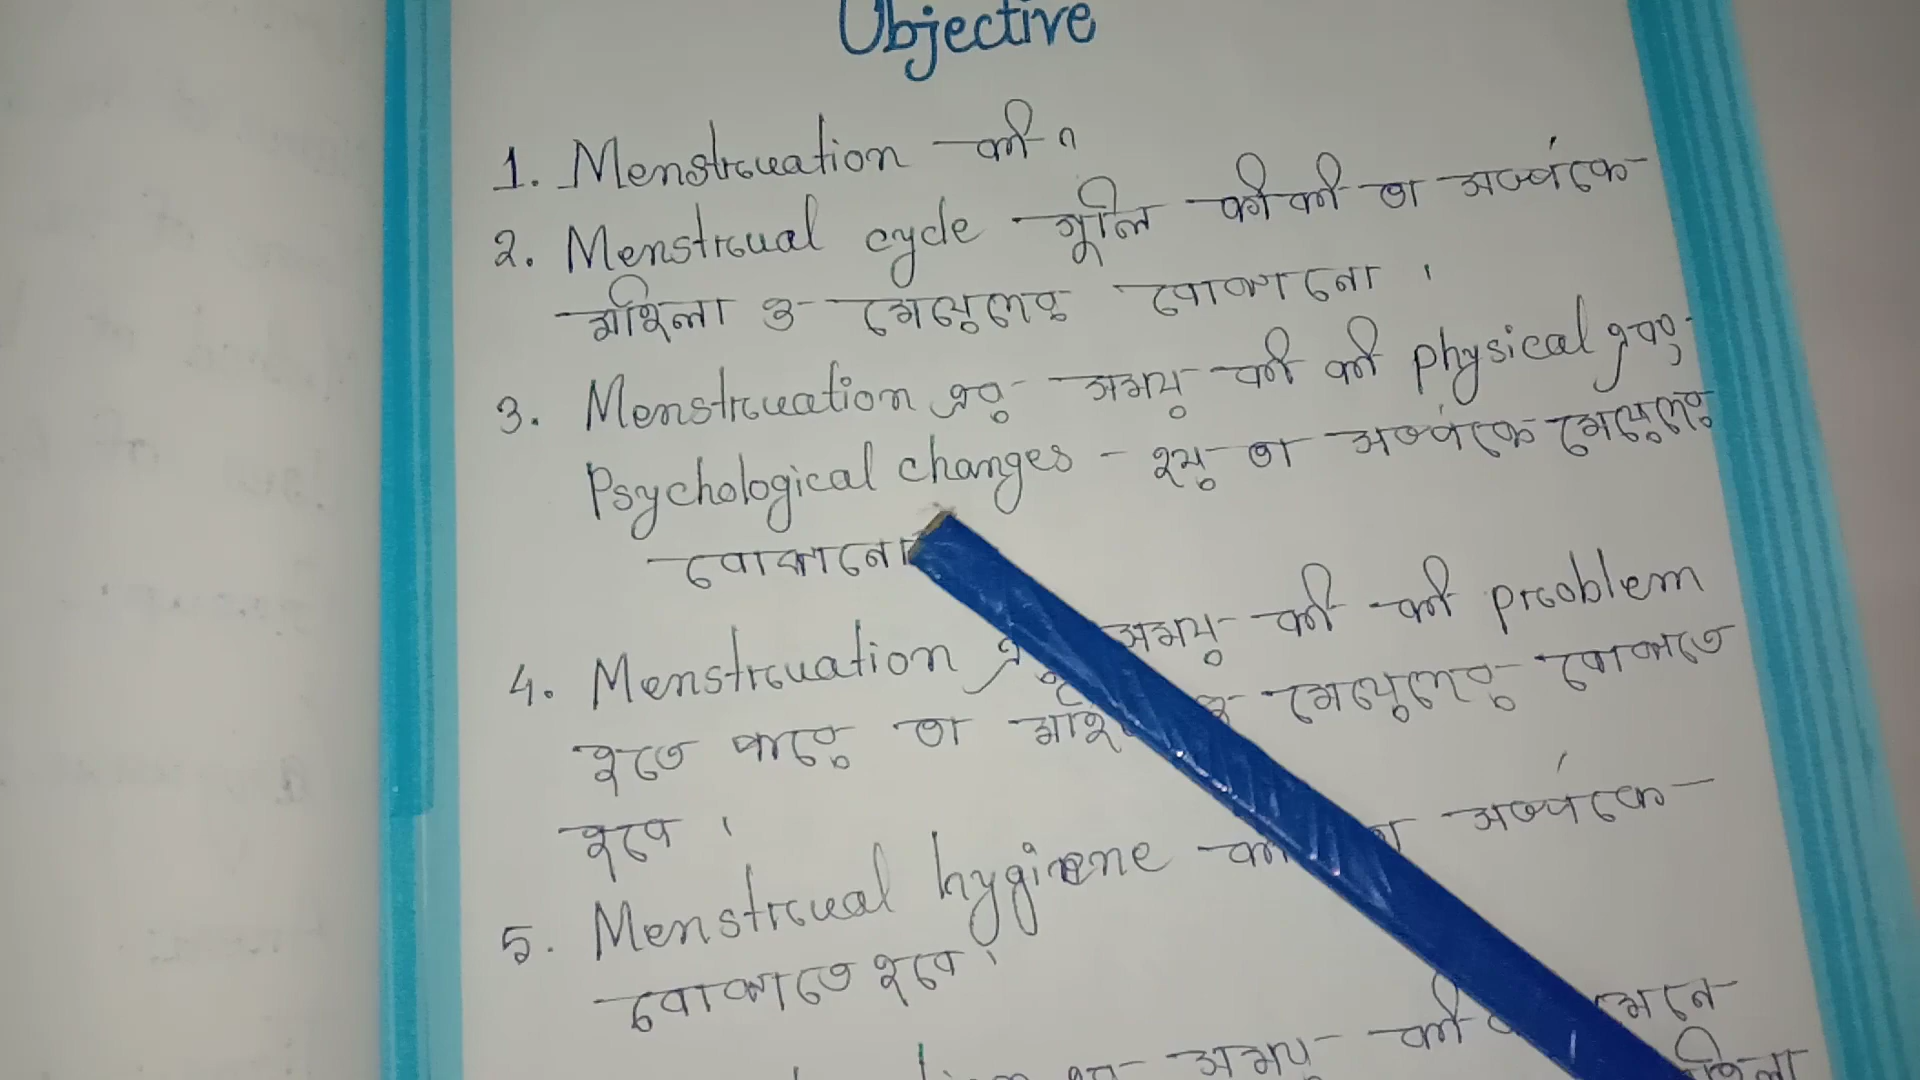 Objective
1. Menstruation কী ?
2. Menstrual cycle গুলি কী কী তা সম্পর্কে
মহিলা ও মেয়েদের বোঝানো ।
3. Menstruation এর সময় কী কী physical এবং
Psychological changes হয় তা সম্পর্কে মেয়েদের
বোঝানো
4. Menstruation সময় কী কী problem
হতে পারে তা মেয়েদের বোঝাতে
হবে ।
5. Menstrual hygiene সম্পর্কে
বোঝাতে হবে ।
সময় কী মেনে